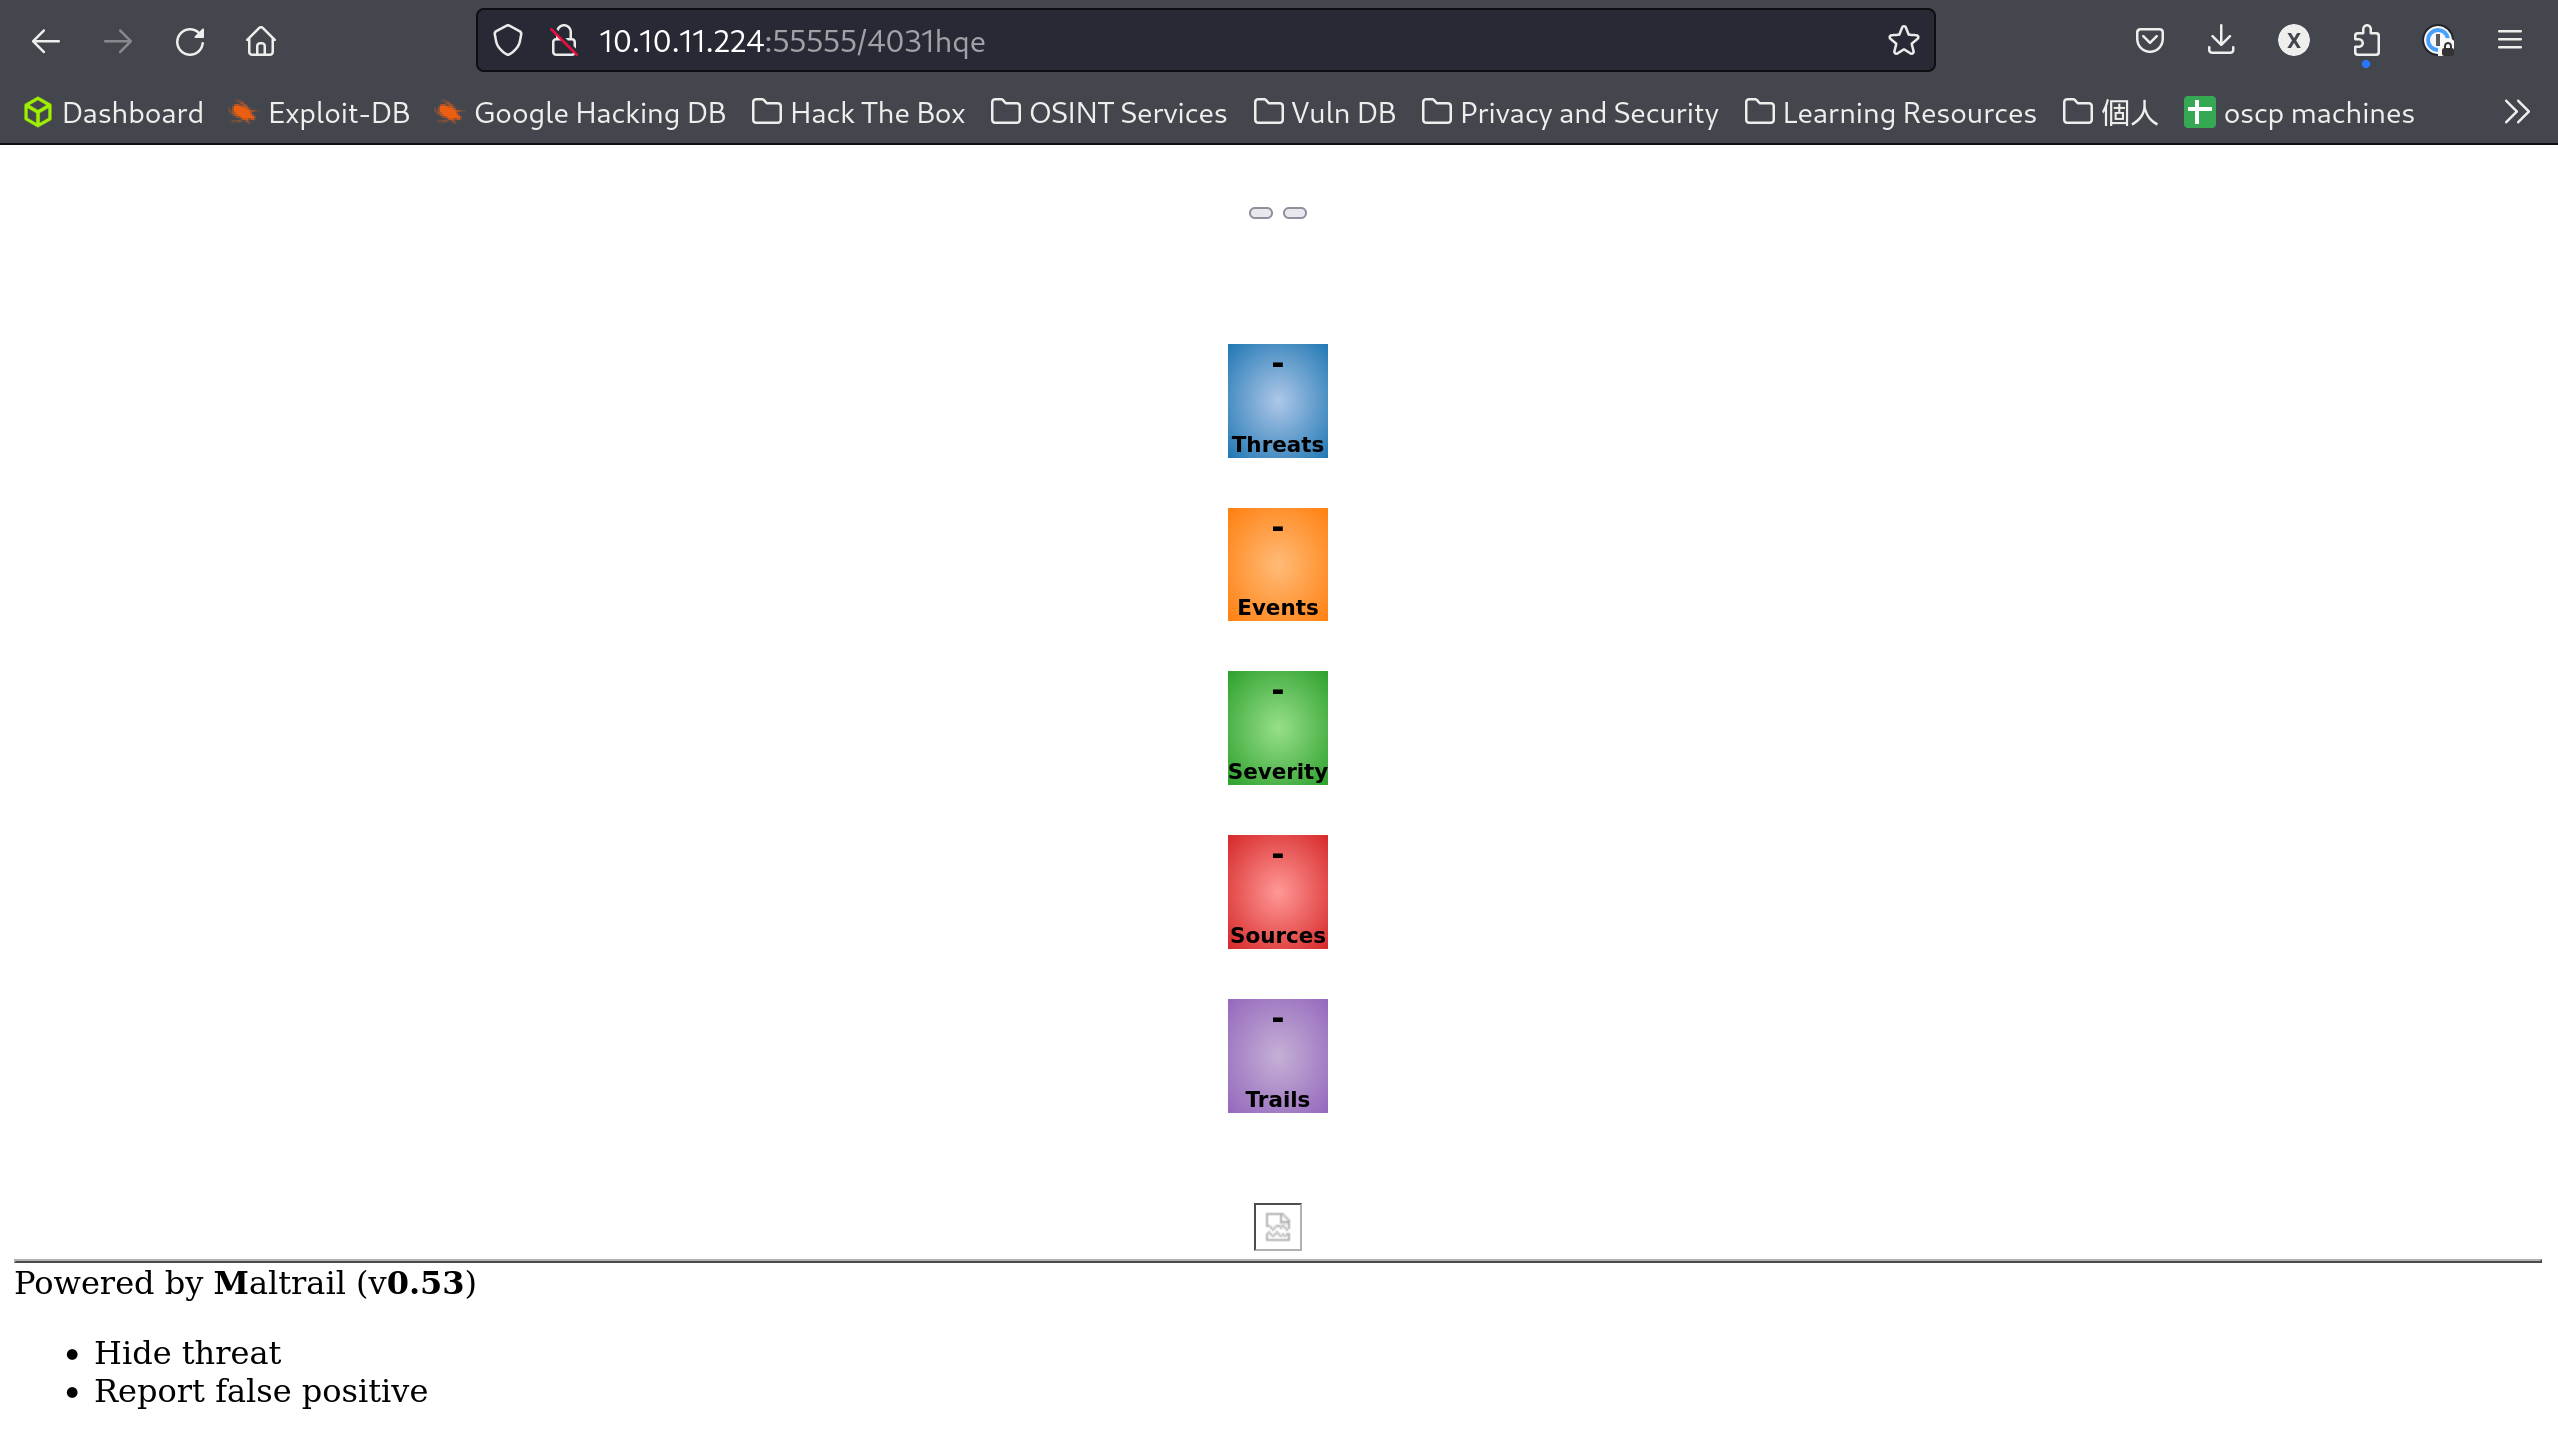 10.10.11.224:55555/4031hqe
Dashboard Exploit-DB Google Hacking DB Hack The Box OSINT Services Vuln DB Privacy and Security Learning Resources 個人 oscp machines
-
Threats
-
Events
-
Severity
-
Sources
-
Trails
Powered by Maltrail (v0.53)
• Hide threat
• Report false positive